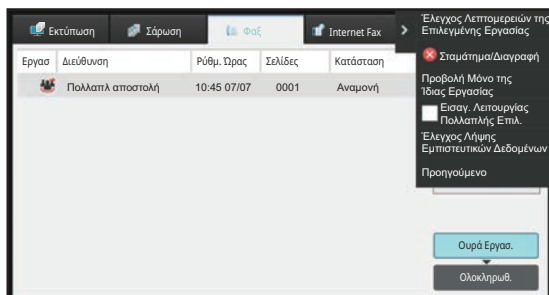 Εκτύπωση
Σάρωση
Φαξ
Internet Fax
Εργασ Διεύθυνση Ρύθμ. Ώρας Σελίδες Κατάσταση
Πολλαπλ αποστολή 10:45 07/07 0001 Αναμονή
Έλεγχος Λεπτομερειών της
Επιλεγμένης Εργασίας
Σταμάτημα/Διαγραφή
Προβολή Μόνο της
Ίδιας Εργασίας
Εισαγ. Λειτουργίας
Πολλαπλής Επιλ.
Έλεγχος Λήψης
Εμπιστευτικών Δεδομένων
Προηγούμενο
Ουρά Εργασ.
Ολοκληρωθ.